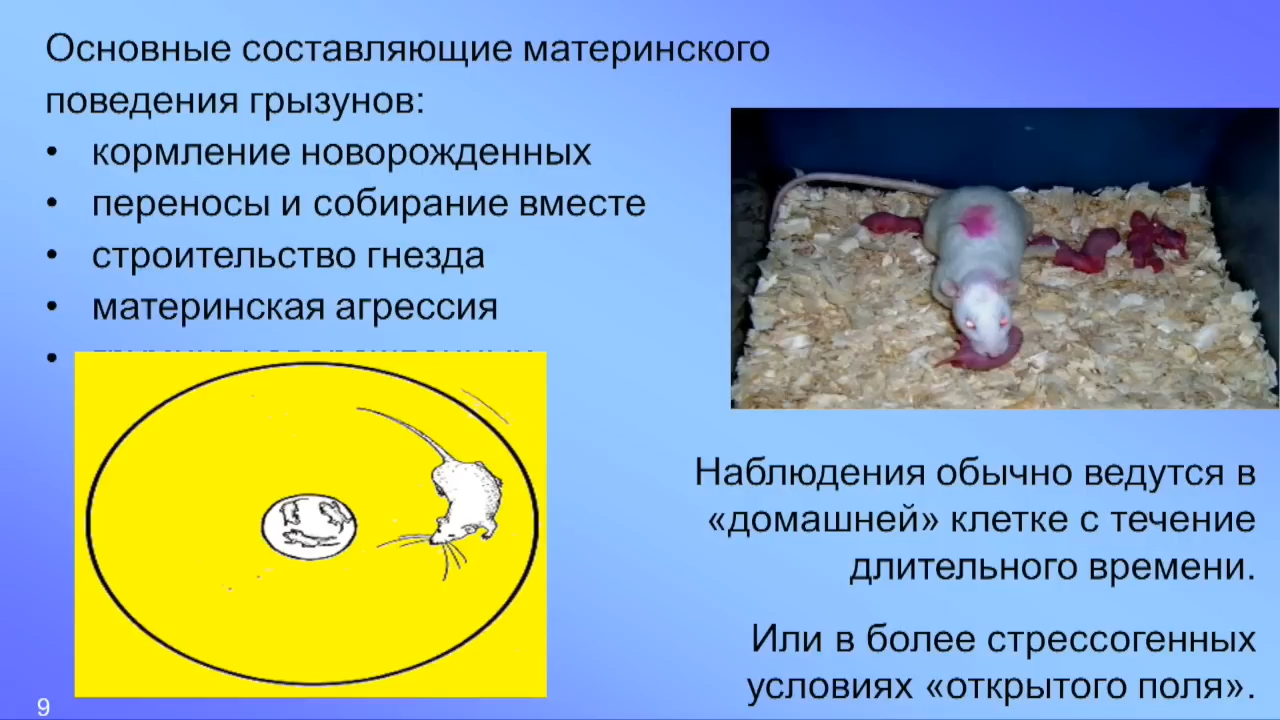 Основные составляющие материнского
поведения грызунов:
• кормление новорожденных
• переносы и собирание вместе
• строительство гнезда
• материнская агрессия
•
Наблюдения обычно ведутся в
«домашней» клетке с течение
длительного времени.
Или в более стрессогенных
условиях «открытого поля».
9